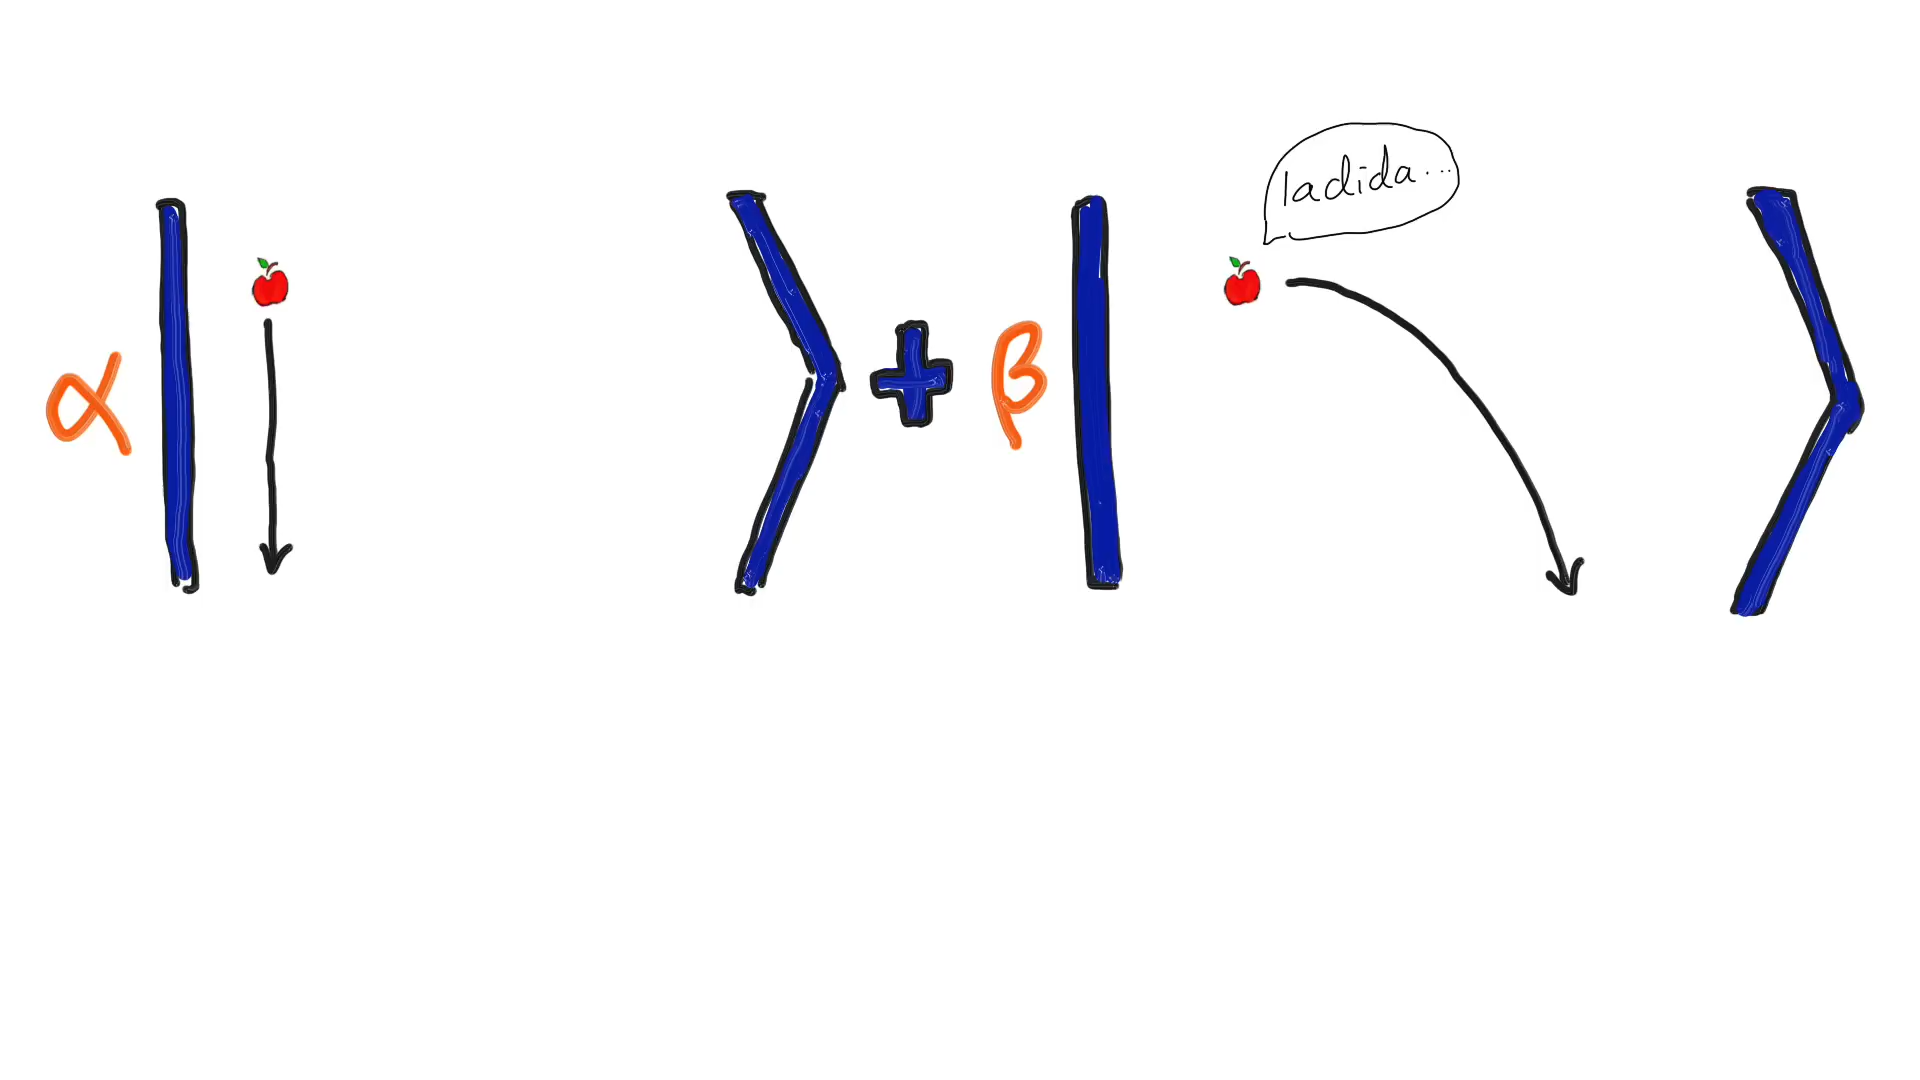 ladida...
α| ⟩ + β| ⟩